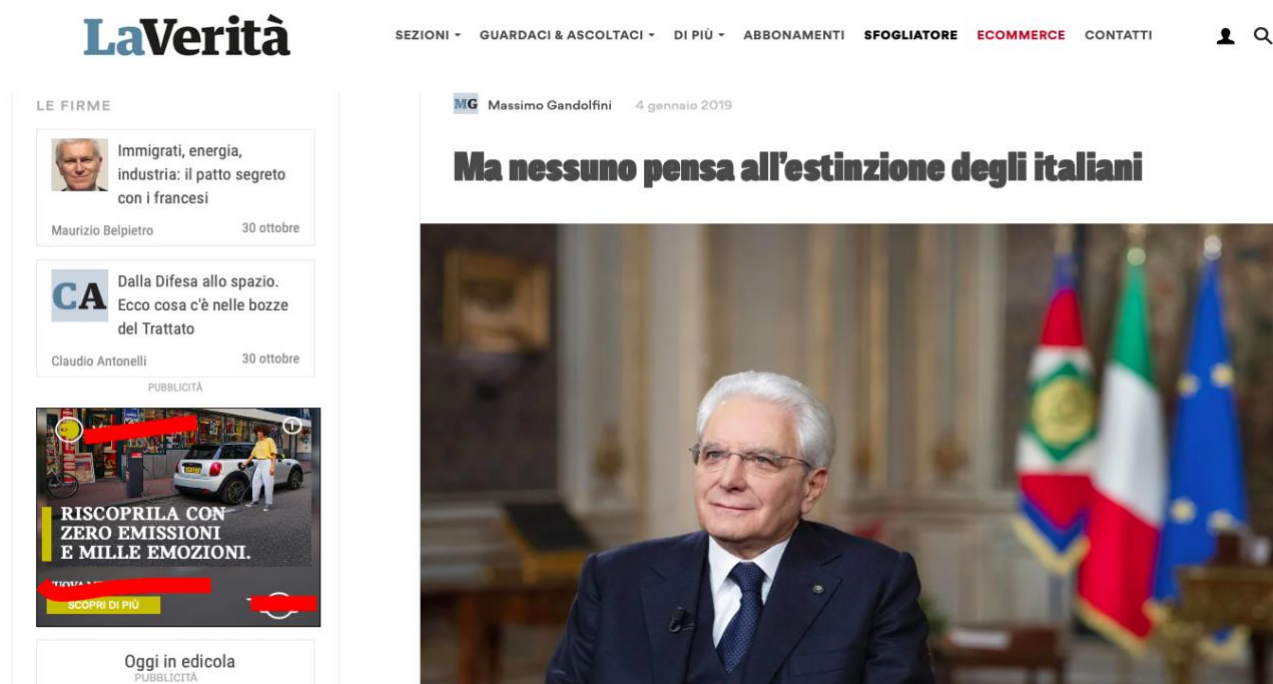 LaVerità
SEZIONI GUARDACI & ASCOLTACI DI PIÙ ABBONAMENTI SFOGLIATORE ECOMMERCE CONTATTI
LE FIRME
Immigrati, energia,
industria: il patto segreto
con i francesi
Maurizio Belpietro 30 ottobre
CA
Dalla Difesa allo spazio.
Ecco cosa c'è nelle bozze
del Trattato
Claudio Antonelli 30 ottobre
PUBBLICITÀ
RISCOPRILA CON
ZERO EMISSIONI
E MILLE EMOZIONI.
SCOPRI DI PIÙ
Oggi in edicola
PUBBLICITÀ
MG Massimo Gandolfini 4 gennaio 2019
Ma nessuno pensa all'estinzione degli italiani